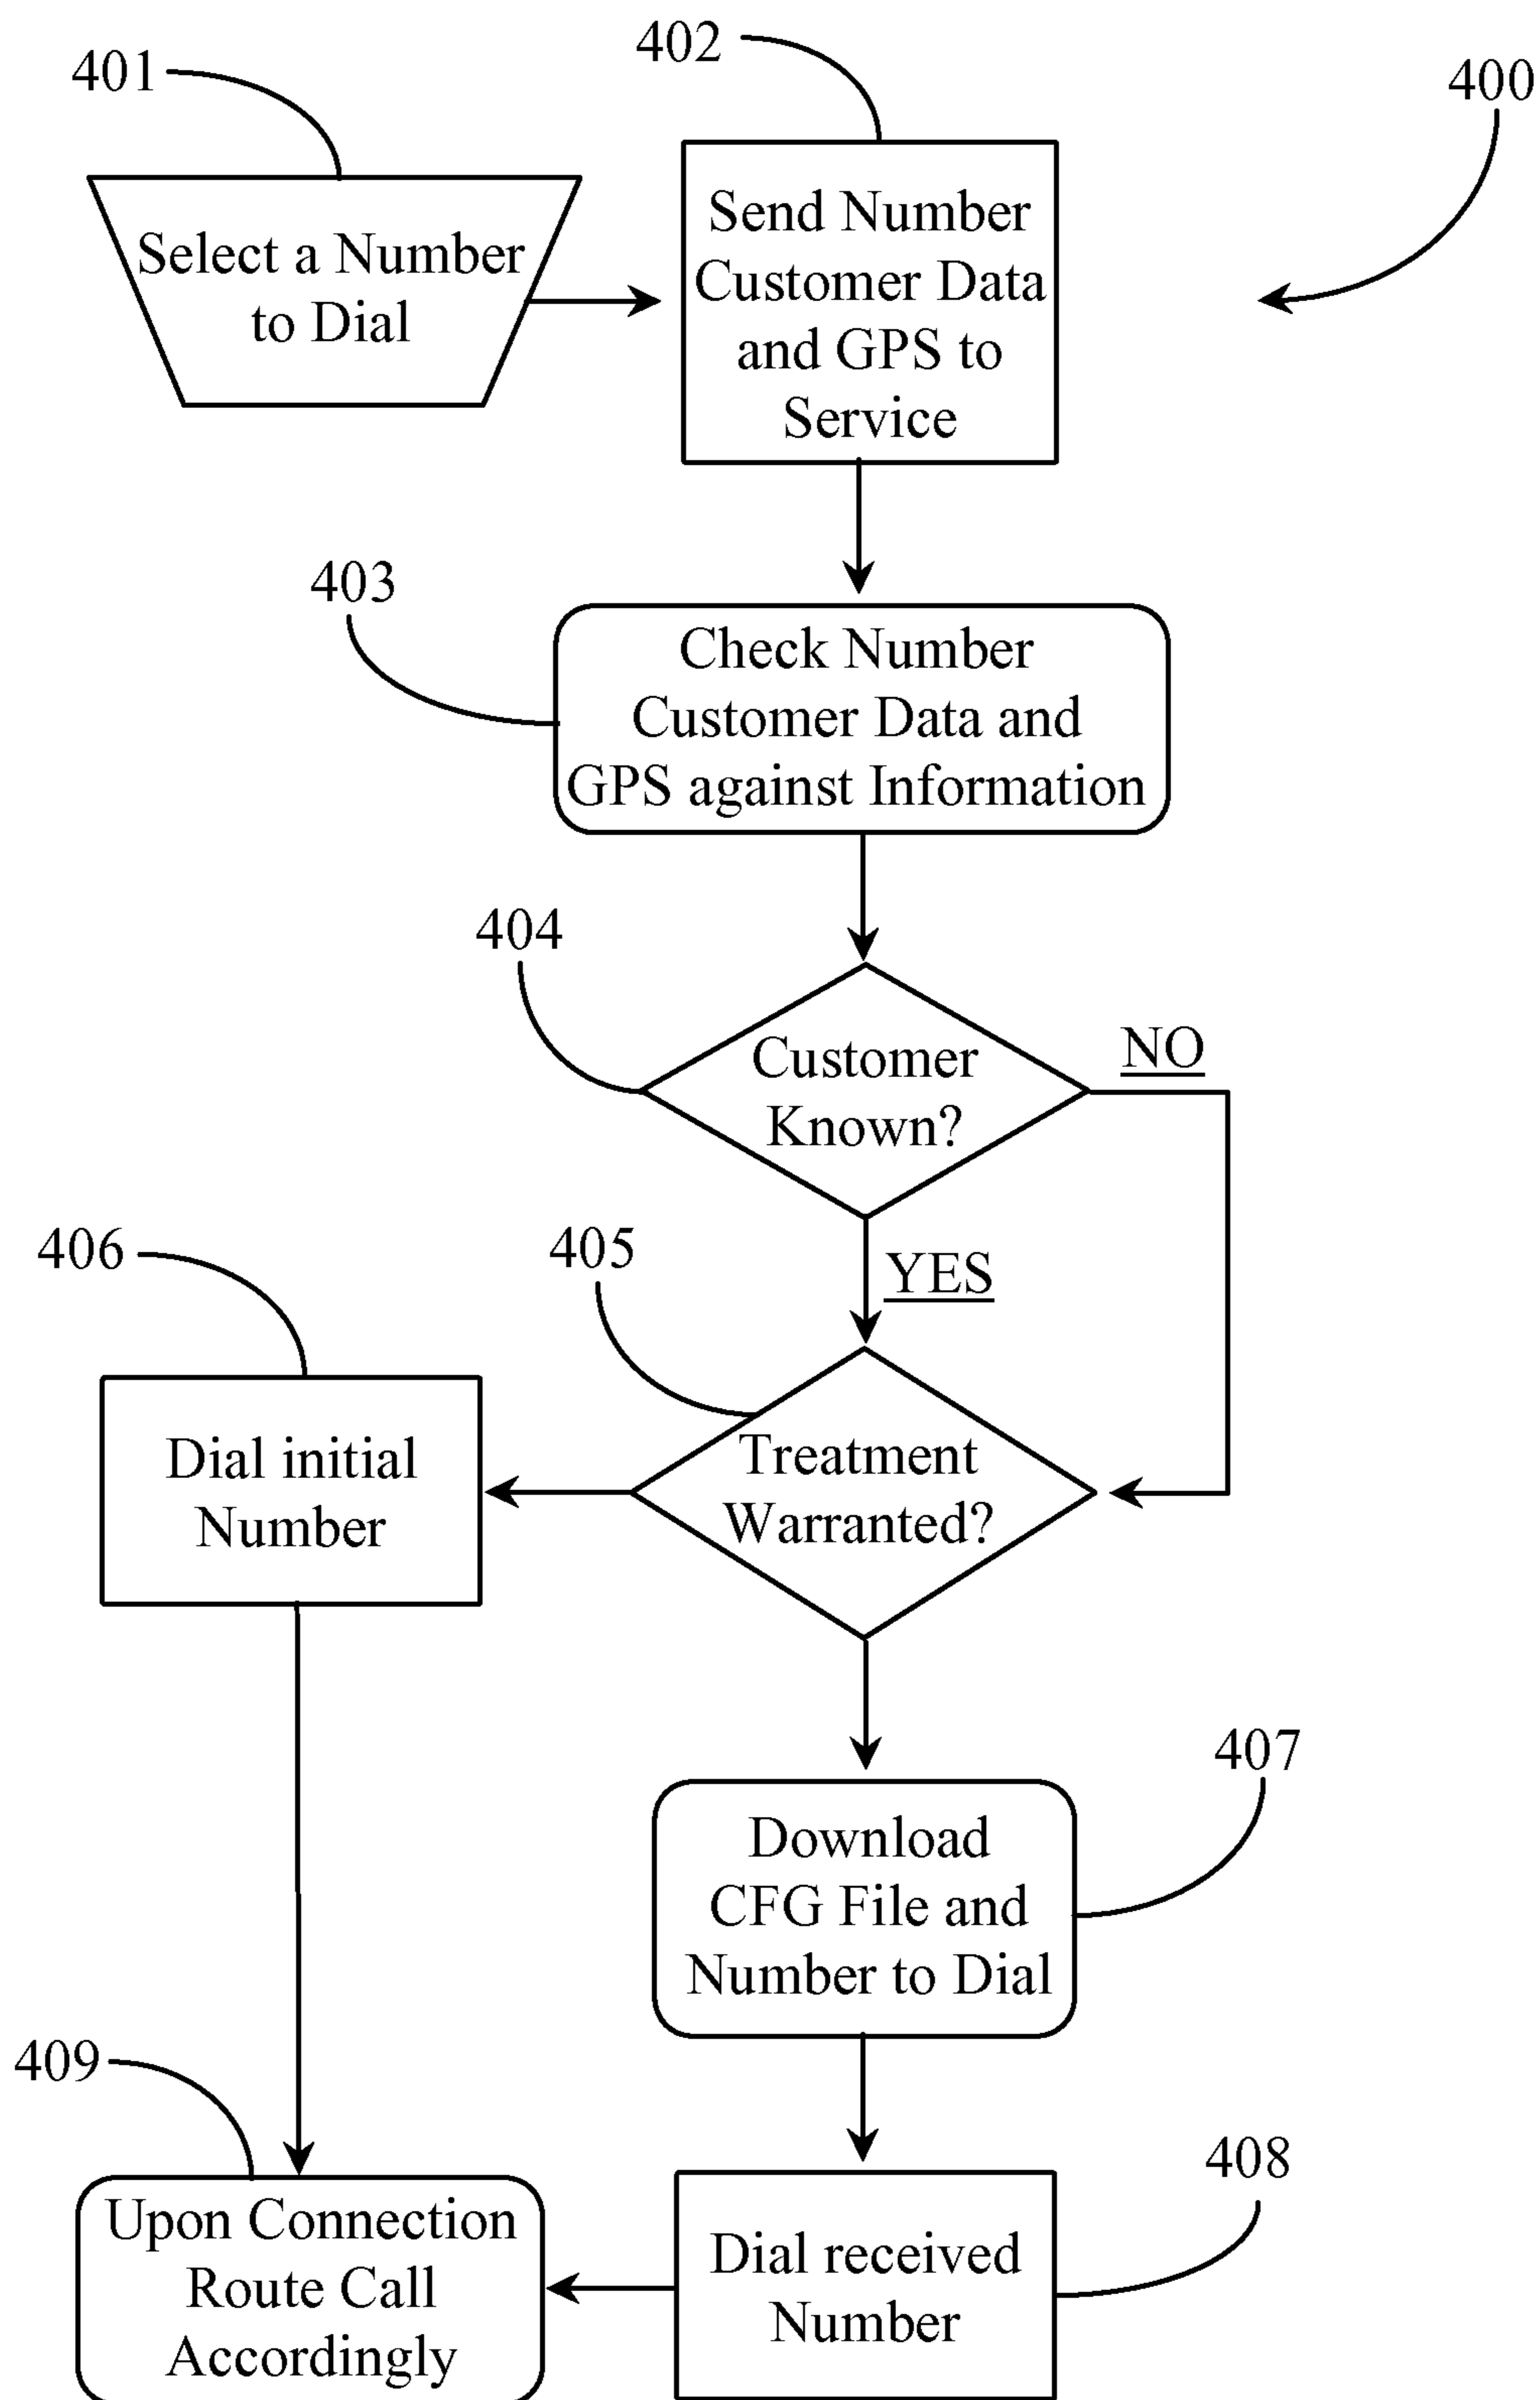 401
402
400
Select a Number
to Dial
Send Number
Customer Data
and GPS to
Service
403
Check Number
Customer Data and
GPS against Information
404
Customer
Known?
NO
YES
406
405
Dial initial
Number
Treatment
Warranted?
407
Download
CFG File and
Number to Dial
409
408
Upon Connection
Route Call
Accordingly
Dial received
Number